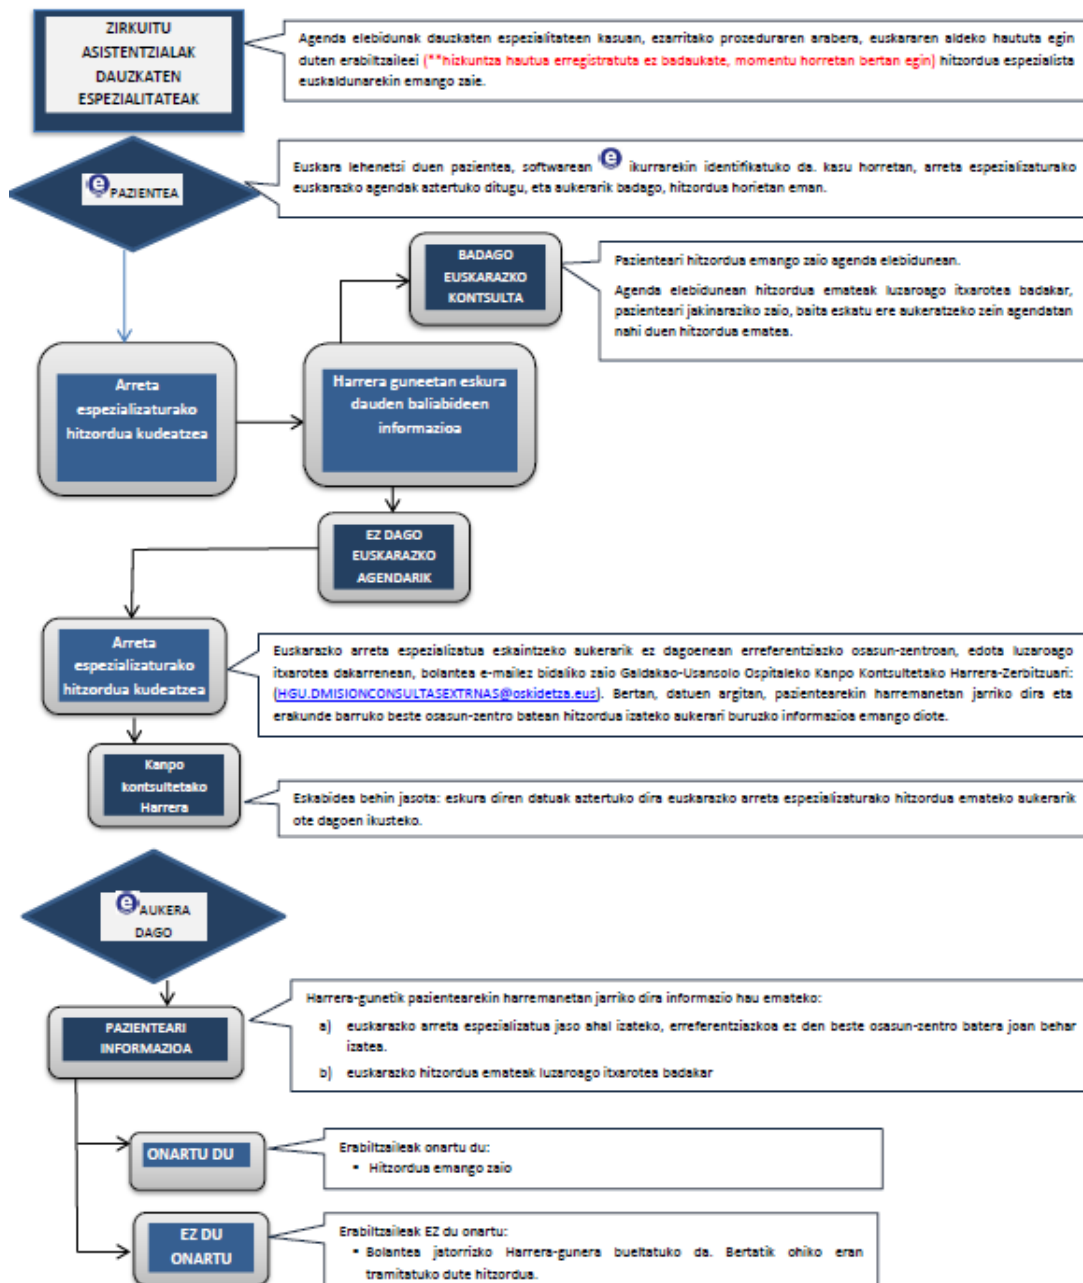 ZIRKUITU
ASISTENTZIALAK
DAUZKATEN
ESPEZIALITATEAK
Agenda elebidunak dauzkaten espezialitateen kasuan, ezarritako prozeduraren arabera, euskararen aldeko haututa egin
duten erabiltzaileei (**hizkuntza hautua erregistratuta ez badaukate, momentu horretan bertan egin) hitzordua espezialista
euskaldunarekin emango zaie.
e PAZIENTEA
Euskara lehenetsi duen pazientea, softwarean e ikurrarekin identifikatuko da. kasu horretan, arreta espezializaturako
euskarazko agendak aztertuko ditugu, eta aukerarik badago, hitzordua horietan eman.
BADAGO
EUSKARAZKO
KONTSULTA
Pazienteari hitzordua emango zaio agenda elebidunean.
Agenda elebidunean hitzordua emateak luzaroago itxarotea badakar,
pazienteari jakinaraziko zaio, baita eskatu ere aukeratzeko zein agendatan
nahi duen hitzordua ematea.
Arreta
espezializaturako
hitzordua kudeatzea
Harrera guneetan eskura
dauden baliabideen
informazioa
EZ DAGO
EUSKARAZKO
AGENDARIK
Arreta
espezializaturako
hitzordua kudeatzea
Euskarazko arreta espezializatua eskaintzeko aukerarik ez dagoenean erreferentziazko osasun-zentroan, edota luzaroago
itxarotea dakarrenean, bolantea e-mailez bidaliko zaio Galdakao-Usansolo Ospitaleko Kanpo Kontsultetako Harrera-Zerbitzuari:
(HGU.DMISIONCONSULTASEXTRNAS@oskidetza.eus). Bertan, datuen argitan, pazientearekin harremanetan jarriko dira eta
erakunde barruko beste osasun-zentro batean hitzordua izateko aukerari buruzko informazioa emango diote.
Kanpo
kontsultetako
Harrera
Eskabidea behin jasota: eskura diren datuak aztertuko dira euskarazko arreta espezializaturako hitzordua emateko aukerarik
ote dagoen ikusteko.
e AUKERA
DAGO
PAZIENTEARI
INFORMAZIOA
Harrera-gunetik pazientearekin harremanetan jarriko dira informazio hau emateko:
a) euskarazko arreta espezializatua jaso ahal izateko, erreferentziazkoa ez den beste osasun-zentro batera joan behar
izatea.
b) euskarazko hitzordua emateak luzaroago itxarotea badakar
ONARTU DU
Erabiltzaileak onartu du:
▪ Hitzordua emango zaio
EZ DU
ONARTU
Erabiltzaileak EZ du onartu:
▪ Bolantea jatorrizko Harrera-gunera bueltatuko da. Bertatik ohiko eran
tramitatuko dute hitzordua.